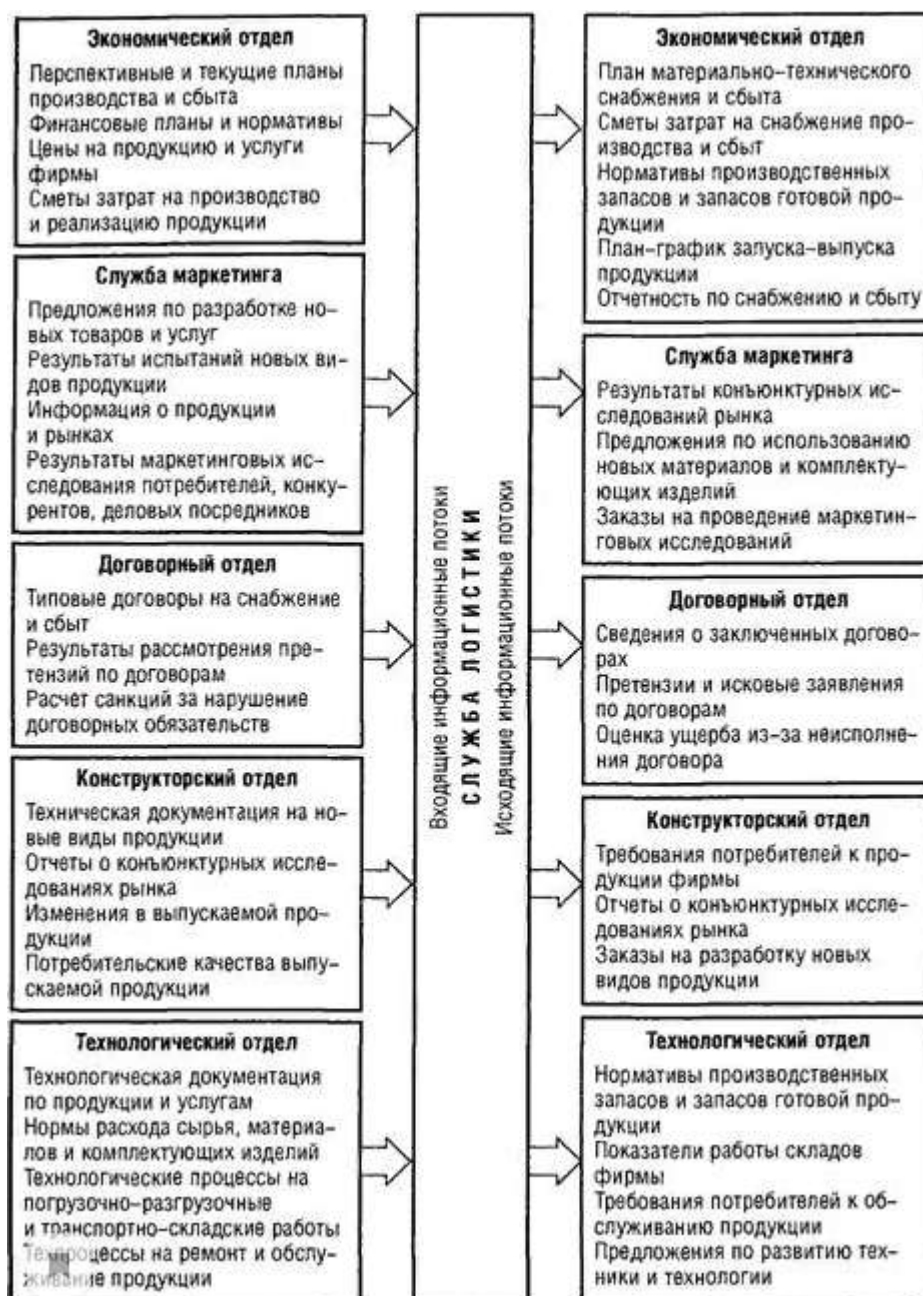 Экономический отдел
Перспективные и текущие планы
производства и сбыта
Финансовые планы и нормативы
Цены на продукцию и услуги
фирмы
Сметы затрат на производство
и реализацию продукции
Служба маркетинга
Предложения по разработке но-
вых товаров и услуг
Результаты испытаний новых ви-
дов продукции
Информация о продукции
и рынках
Результаты маркетинговых ис-
следования потребителей, конку-
рентов, деловых посредников
Договорный отдел
Типовые договоры на снабжение
и сбыт
Результаты рассмотрения пре-
тензий по договорам
Расчет санкций за нарушение
договорных обязательств
Конструкторский отдел
Техническая документация на но-
вые виды продукции
Отчеты о конъюнктурных иссле-
дованиях рынка
Изменения в выпускаемой про-
дукции
Потребительские качества выпу-
скаемой продукции
Технологический отдел
Технологическая документация
по продукции и услугам
Нормы расхода сырья, материа-
лов и комплектующих изделий
Технологические процессы на
погрузочно-разгрузочные
и транспортно-складские работы
Техпроцессы на ремонт и обслу-
живание продукции
Входящие информационные потоки
СЛУЖБА ЛОГИСТИКИ
Исходящие информационные потоки
Экономический отдел
План материально-технического
снабжения и сбыта
Сметы затрат на снабжение про-
изводства и сбыт
Нормативы производственных
запасов и запасов готовой про-
дукции
План-график запуска-выпуска
продукции
Отчетность по снабжению и сбыту
Служба маркетинга
Результаты конъюнктурных ис-
следований рынка
Предложения по использованию
новых материалов и комплекту-
ющих изделий
Заказы на проведение маркетин-
говых исследований
Договорный отдел
Сведения о заключенных догово-
рах
Претензии и исковые заявления
по договорам
Оценка ущерба из-за неисполне-
ния договора
Конструкторский отдел
Требования потребителей к про-
дукции фирмы
Отчеты о конъюнктурных иссле-
дованиях рынка
Заказы на разработку новых
видов продукции
Технологический отдел
Нормативы производственных
запасов и запасов готовой про-
дукции
Показатели работы складов
фирмы
Требования потребителей к об-
служиванию продукции
Предложения по развитию тех-
ники и технологии